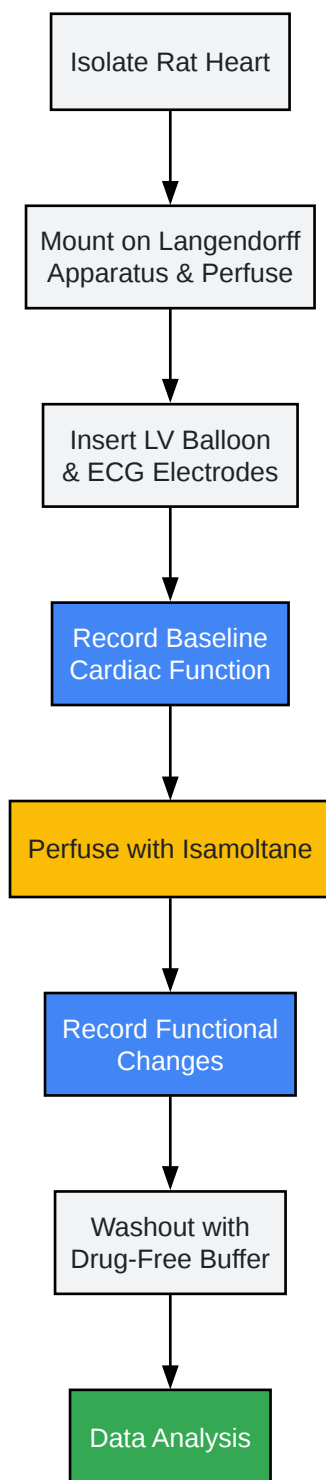 Isolate Rat Heart
Mount on Langendorff
Apparatus & Perfuse
Insert LV Balloon
& ECG Electrodes
Record Baseline
Cardiac Function
Perfuse with Isamoltane
Record Functional
Changes
Washout with
Drug-Free Buffer
Data Analysis